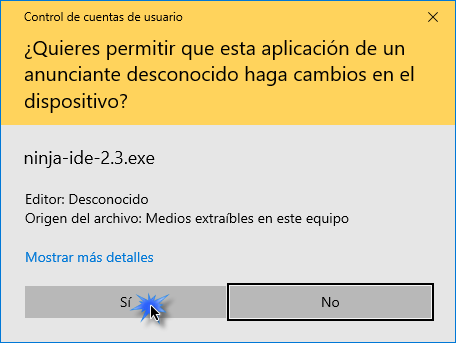 Control de cuentas de usuario
¿Quieres permitir que esta aplicación de un
anunciante desconocido haga cambios en el
dispositivo?
ninja-ide-2.3.exe
Editor: Desconocido
Origen del archivo: Medios extraíbles en este equipo
Mostrar más detalles
Sí
No